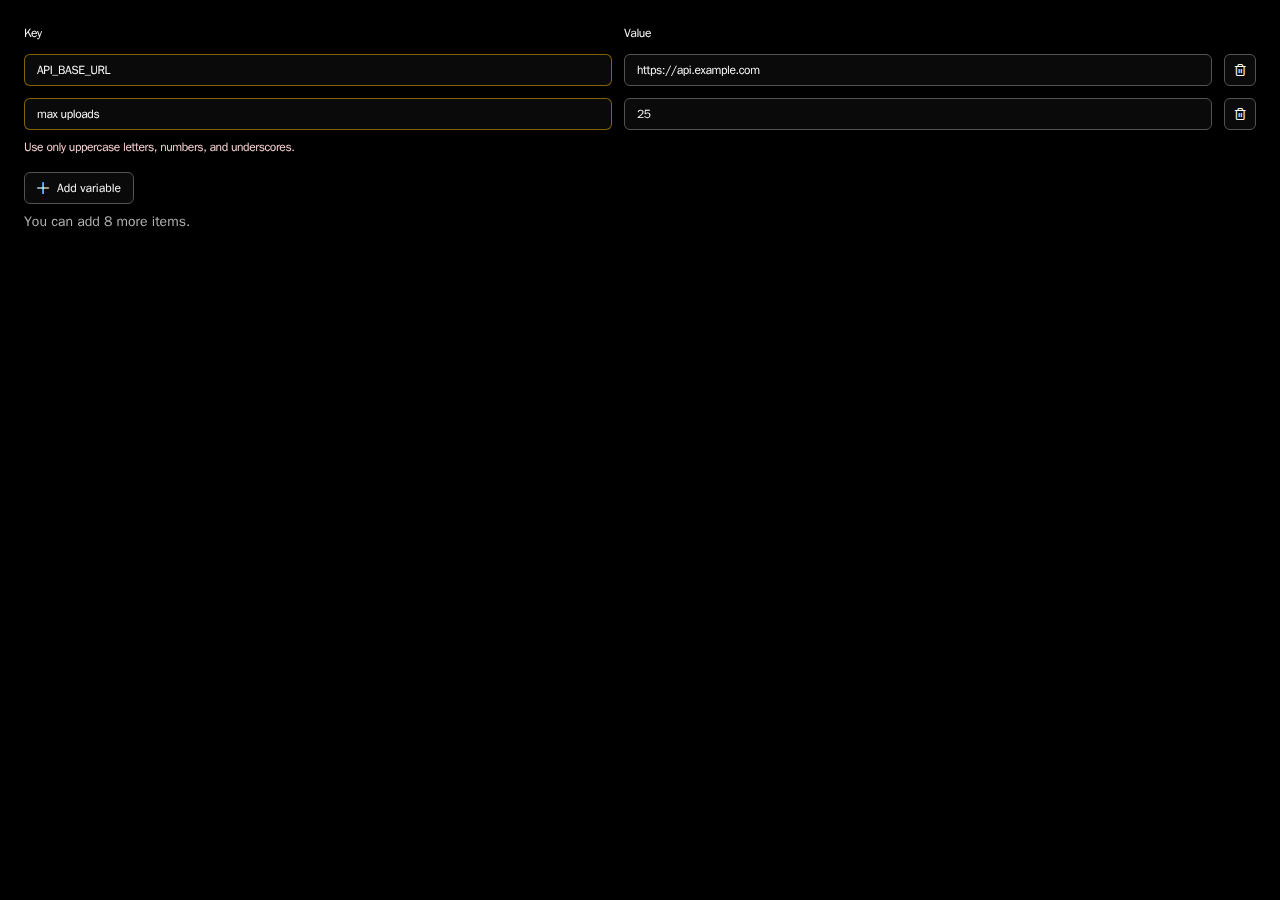 Key Value
API_BASE_URL https://api.example.com
max uploads 25
Use only uppercase letters, numbers, and underscores.
Add variable
You can add 8 more items.